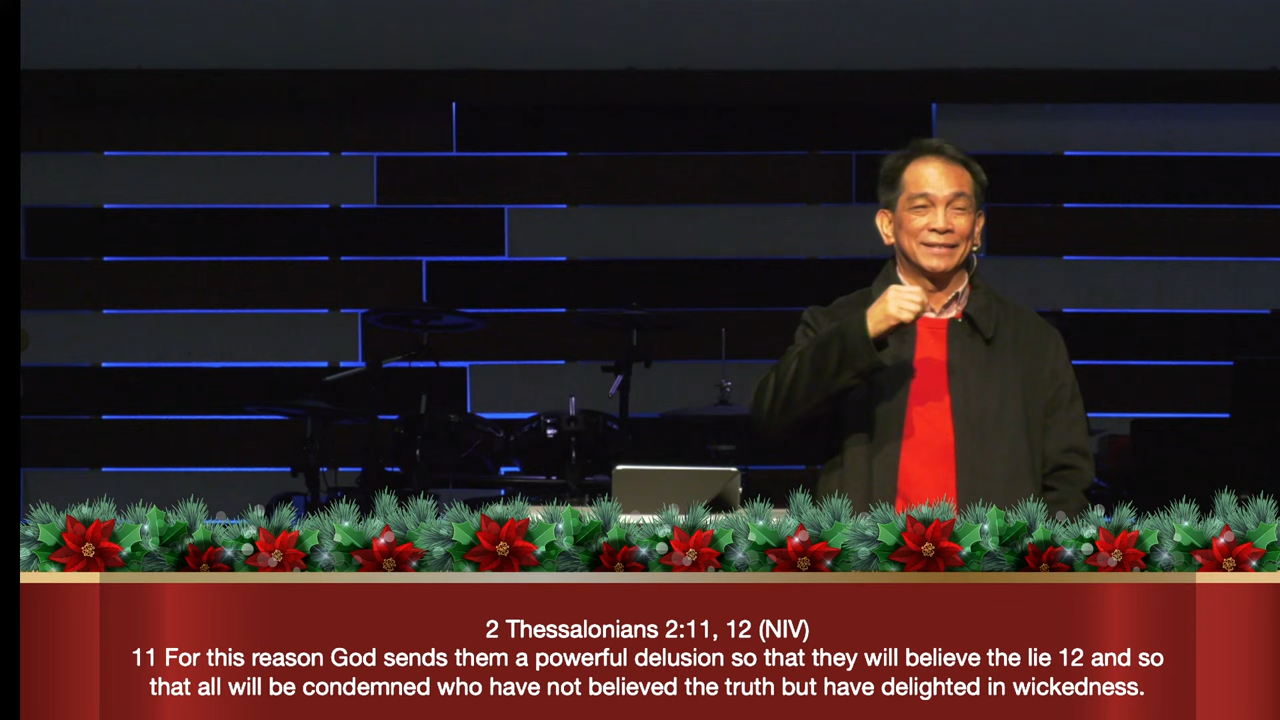 2 Thessalonians 2:11, 12 (NIV)
11 For this reason God sends them a powerful delusion so that they will believe the lie 12 and so
that all will be condemned who have not believed the truth but have delighted in wickedness.